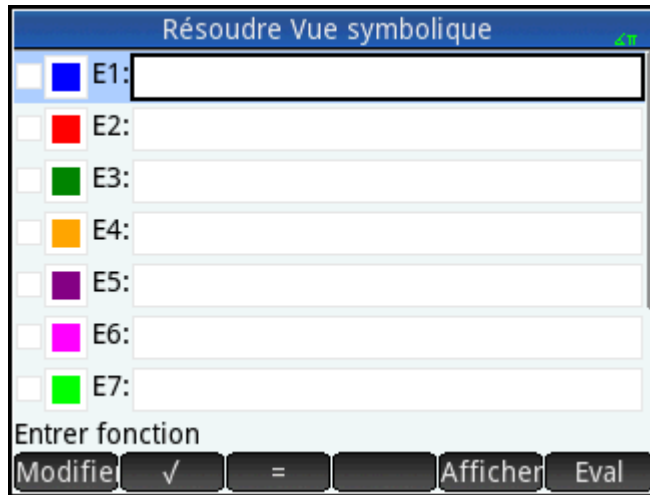 Résoudre Vue symbolique ∡π
E1:
E2:
E3:
E4:
E5:
E6:
E7:
Entrer fonction
Modifie √ = Afficher Eval